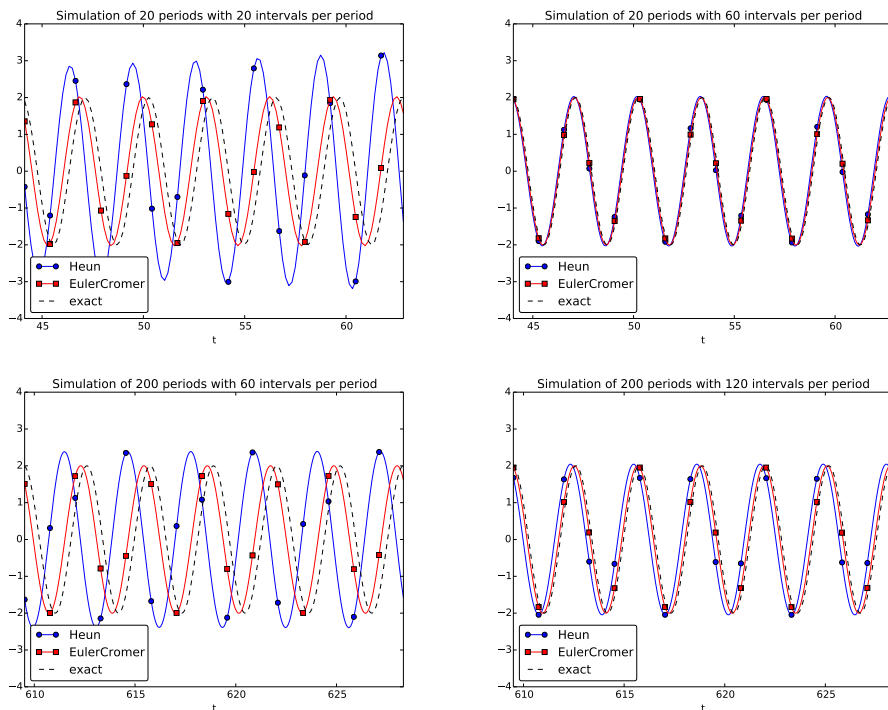 Simulation of 20 periods with 20 intervals per period
4
3
2
1
0
−1
−2
−3
−4
Heun
EulerCromer
exact
45 50 55 60
t
Simulation of 20 periods with 60 intervals per period
4
3
2
1
0
−1
−2
−3
−4
Heun
EulerCromer
exact
45 50 55 60
t
Simulation of 200 periods with 60 intervals per period
4
3
2
1
0
−1
−2
−3
−4
Heun
EulerCromer
exact
610 615 620 625
t
Simulation of 200 periods with 120 intervals per period
4
3
2
1
0
−1
−2
−3
−4
Heun
EulerCromer
exact
610 615 620 625
t